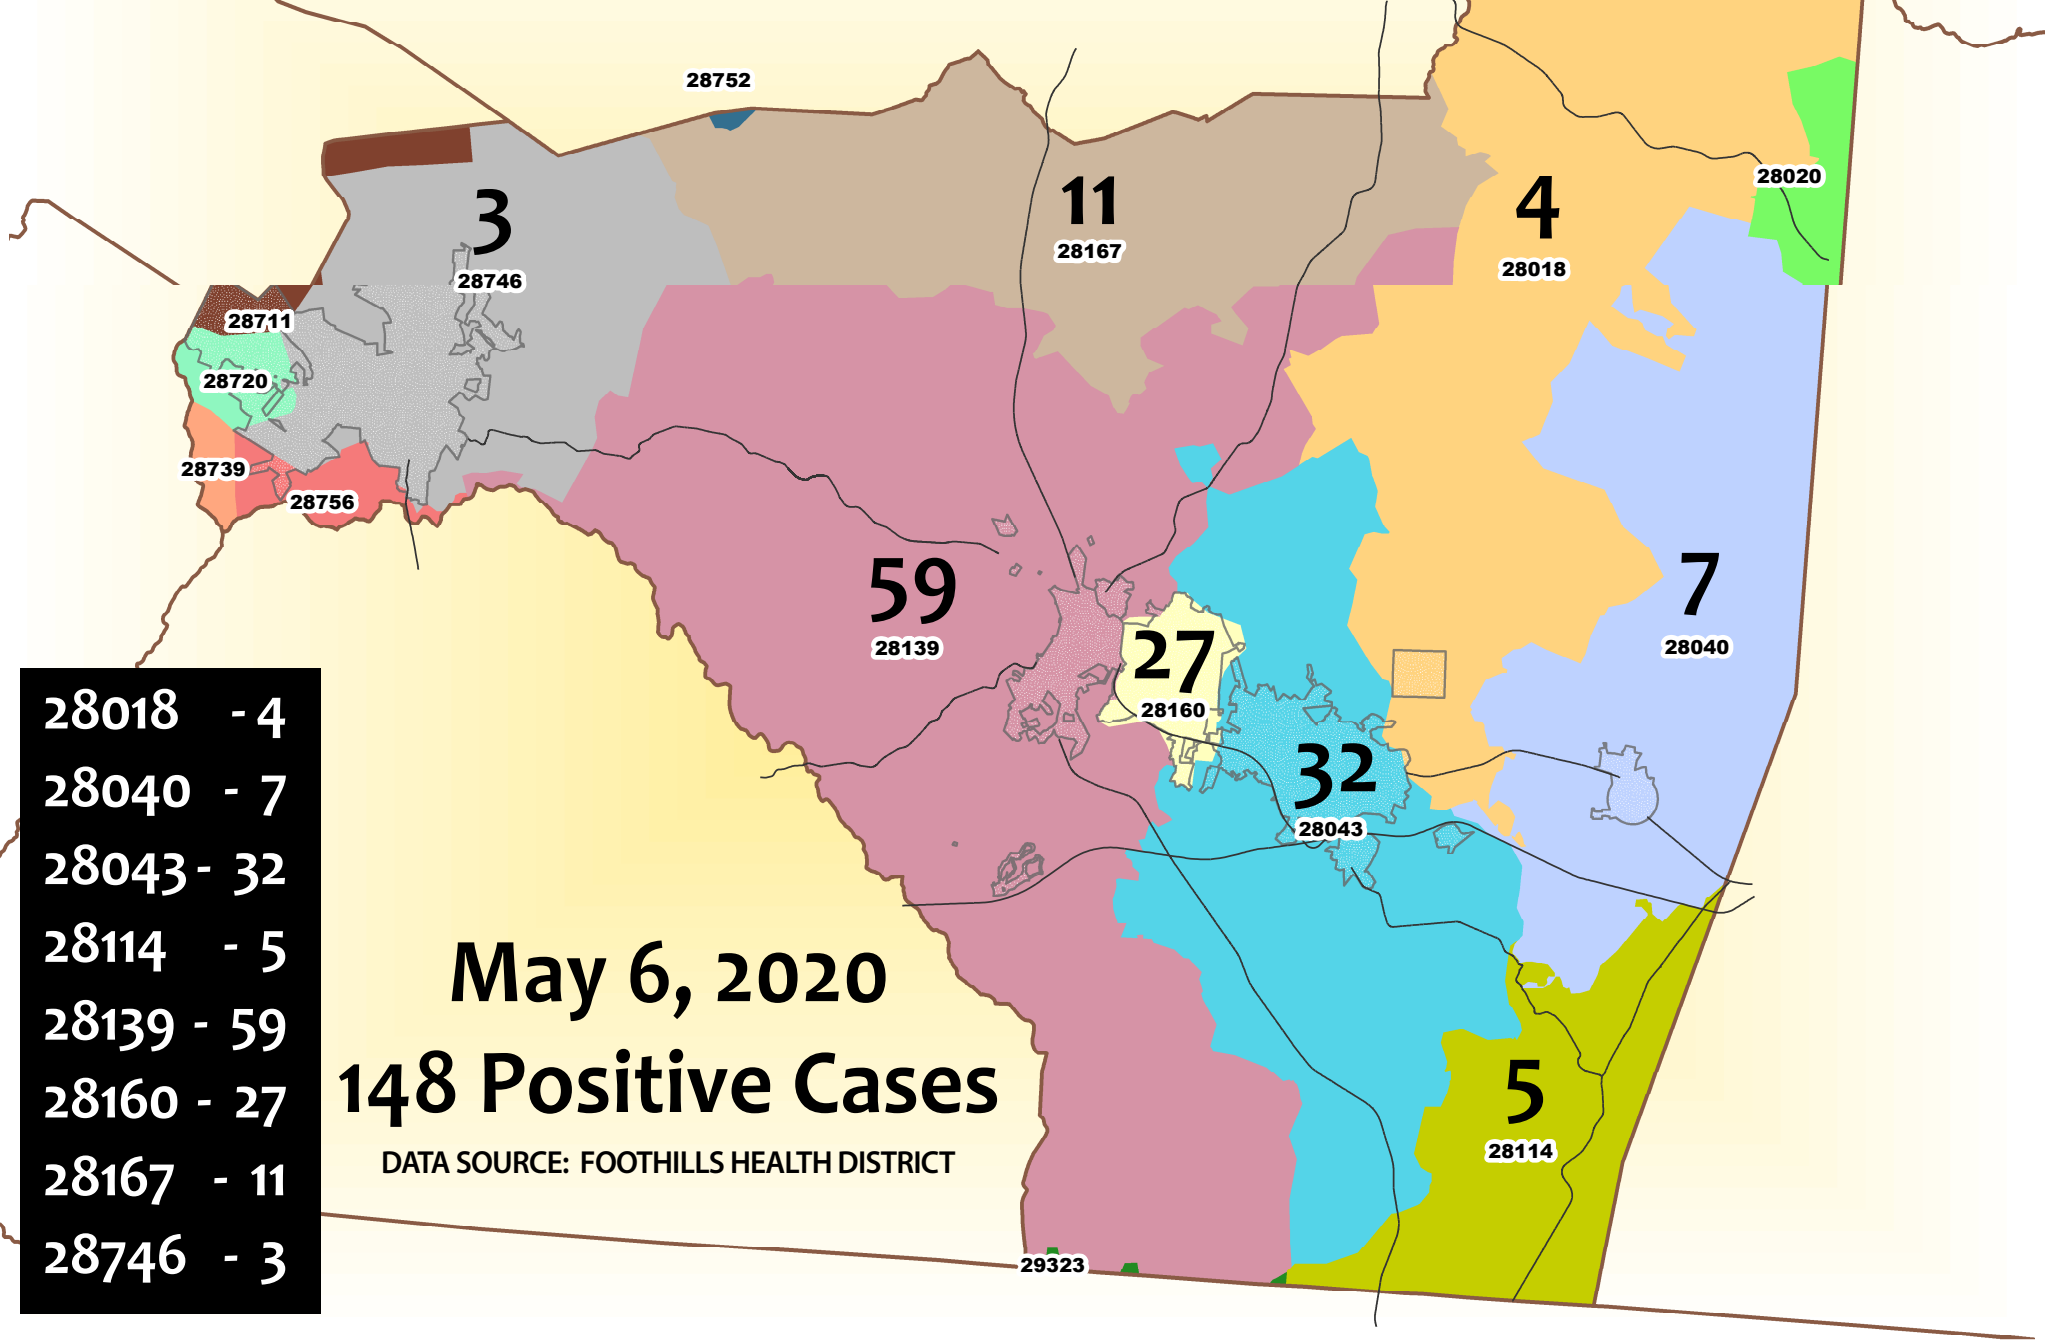 28752
28020
3
28746
11
28167
4
28018
28711
28720
28739
28756
59
28139
27
28160
7
28040
32
28043
28018 - 4
28040 - 7
28043 - 32
28114 - 5
28139 - 59
28160 - 27
28167 - 11
28746 - 3
May 6, 2020
148 Positive Cases
DATA SOURCE: FOOTHILLS HEALTH DISTRICT
5
28114
29323